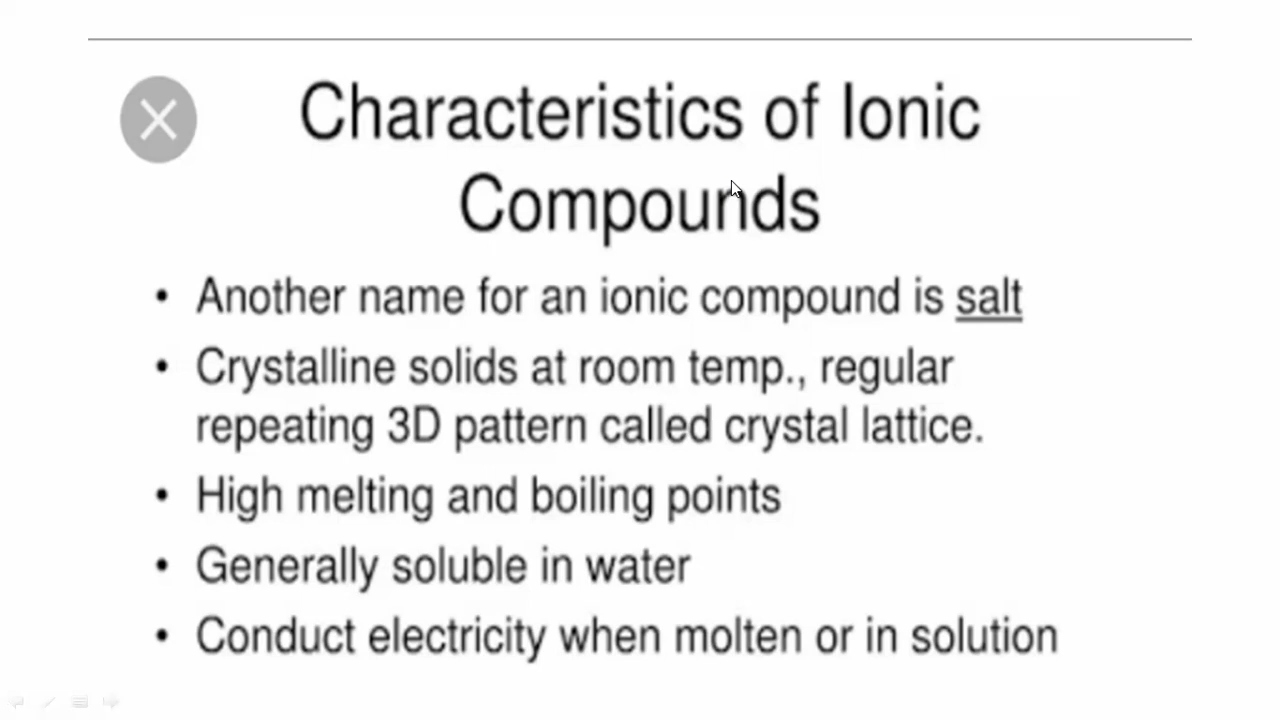 Characteristics of Ionic
Compounds
• Another name for an ionic compound is salt
• Crystalline solids at room temp., regular
repeating 3D pattern called crystal lattice.
• High melting and boiling points
• Generally soluble in water
• Conduct electricity when molten or in solution